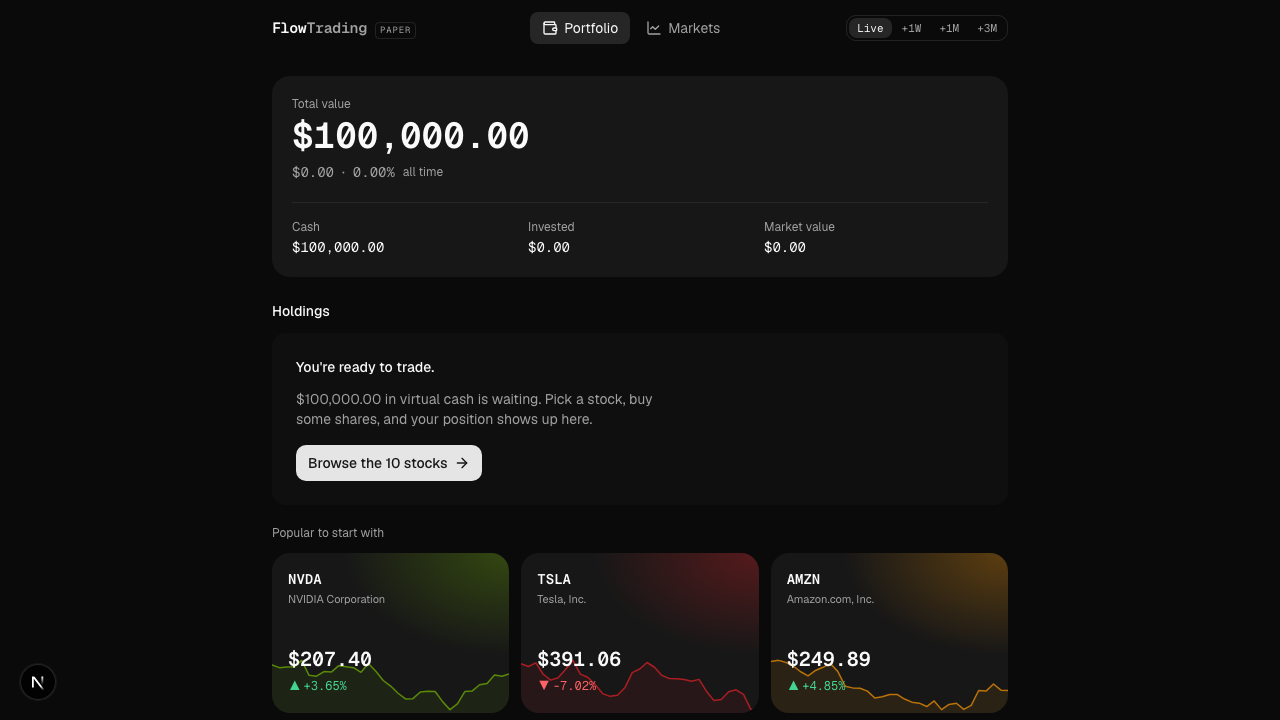 FlowTrading PAPER
Portfolio
Markets
Live +1W +1M +3M
Total value
$100,000.00
$0.00 · 0.00% all time
Cash Invested Market value
$100,000.00 $0.00 $0.00
Holdings
You're ready to trade.
$100,000.00 in virtual cash is waiting. Pick a stock, buy
some shares, and your position shows up here.
Browse the 10 stocks →
Popular to start with
NVDA
NVIDIA Corporation
$207.40
▲ +3.65%
TSLA
Tesla, Inc.
$391.06
▼ -7.02%
AMZN
Amazon.com, Inc.
$249.89
▲ +4.85%
N